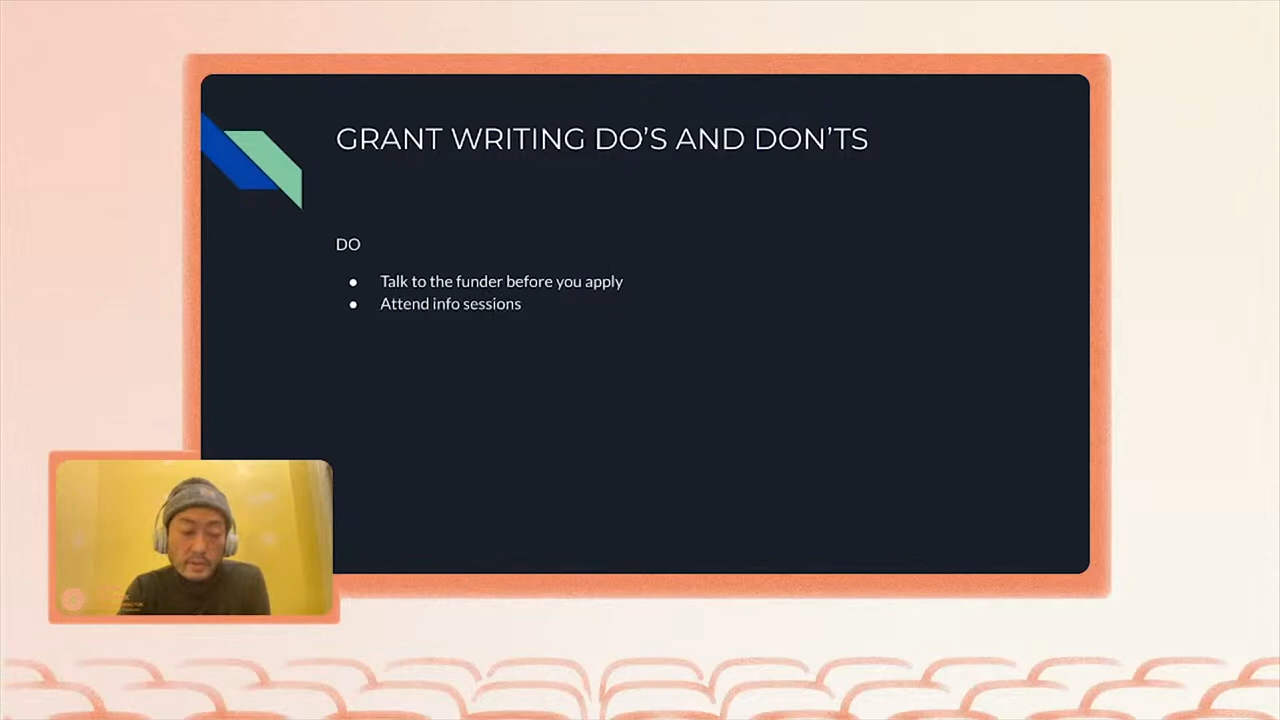 GRANT WRITING DO’S AND DON’TS
DO
● Talk to the funder before you apply
● Attend info sessions